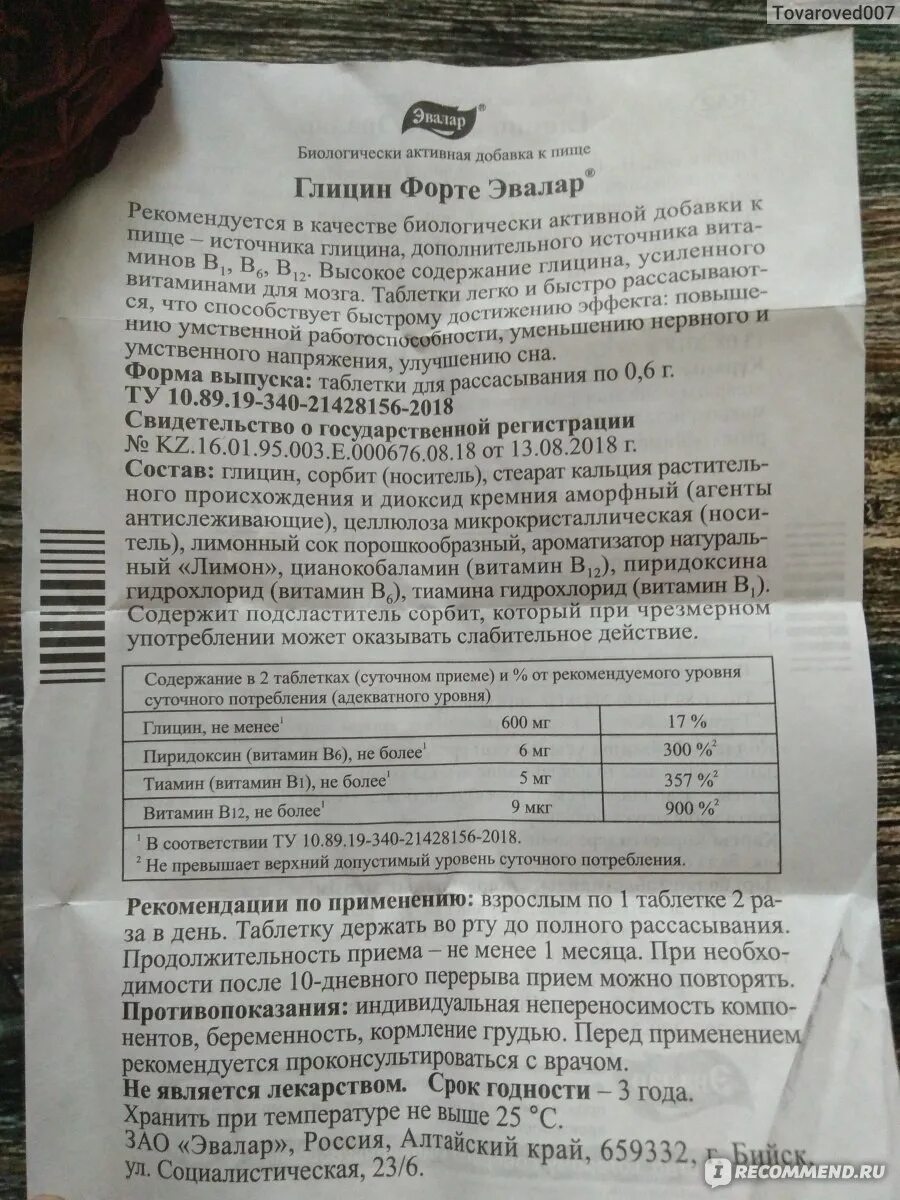 Tovaroved007
Эвалар®
Биологически активная добавка к пище
Глицин Форте Эвалар®
Рекомендуется в качестве биологически активной добавки к
пище – источника глицина, дополнительного источника вита-
минов B1, B6, B12. Высокое содержание глицина, усиленного
витаминами для мозга. Таблетки легко и быстро рассасывают-
ся, что способствует быстрому достижению эффекта: повыше-
нию умственной работоспособности, уменьшению нервного и
умственного напряжения, улучшению сна.
Форма выпуска: таблетки для рассасывания по 0,6 г.
ТУ 10.89.19-340-21428156-2018
Свидетельство о государственной регистрации
№ KZ.16.01.95.003.E.000676.08.18 от 13.08.2018 г.
Состав: глицин, сорбит (носитель), стеарат кальция раститель-
ного происхождения и диоксид кремния аморфный (агенты
антислеживающие), целлюлоза микрокристаллическая (носи-
тель), лимонный сок порошкообразный, ароматизатор натураль-
ный «Лимон», цианокобаламин (витамин B12), пиридоксина
гидрохлорид (витамин B6), тиамина гидрохлорид (витамин B1).
Содержит подсластитель сорбит, который при чрезмерном
употреблении может оказывать слабительное действие.
Содержание в 2 таблетках (суточном приеме) и % от рекомендуемого уровня
суточного потребления (адекватного уровня)
Глицин, не менее¹ 600 мг 17 %
Пиридоксин (витамин B6), не более¹ 6 мг 300 %²
Тиамин (витамин B1), не более¹ 5 мг 357 %²
Витамин B12, не более¹ 9 мкг 900 %²
¹ В соответствии ТУ 10.89.19-340-21428156-2018.
² Не превышает верхний допустимый уровень суточного потребления.
Рекомендации по применению: взрослым по 1 таблетке 2 ра-
за в день. Таблетку держать во рту до полного рассасывания.
Продолжительность приема – не менее 1 месяца. При необхо-
димости после 10-дневного перерыва прием можно повторять.
Противопоказания: индивидуальная непереносимость компо-
нентов, беременность, кормление грудью. Перед применением
рекомендуется проконсультироваться с врачом.
Не является лекарством. Срок годности – 3 года.
Хранить при температуре не выше 25 °C.
ЗАО «Эвалар», Россия, Алтайский край, 659332, г. Бийск,
ул. Социалистическая, 23/6.
IRECOMMEND.RU